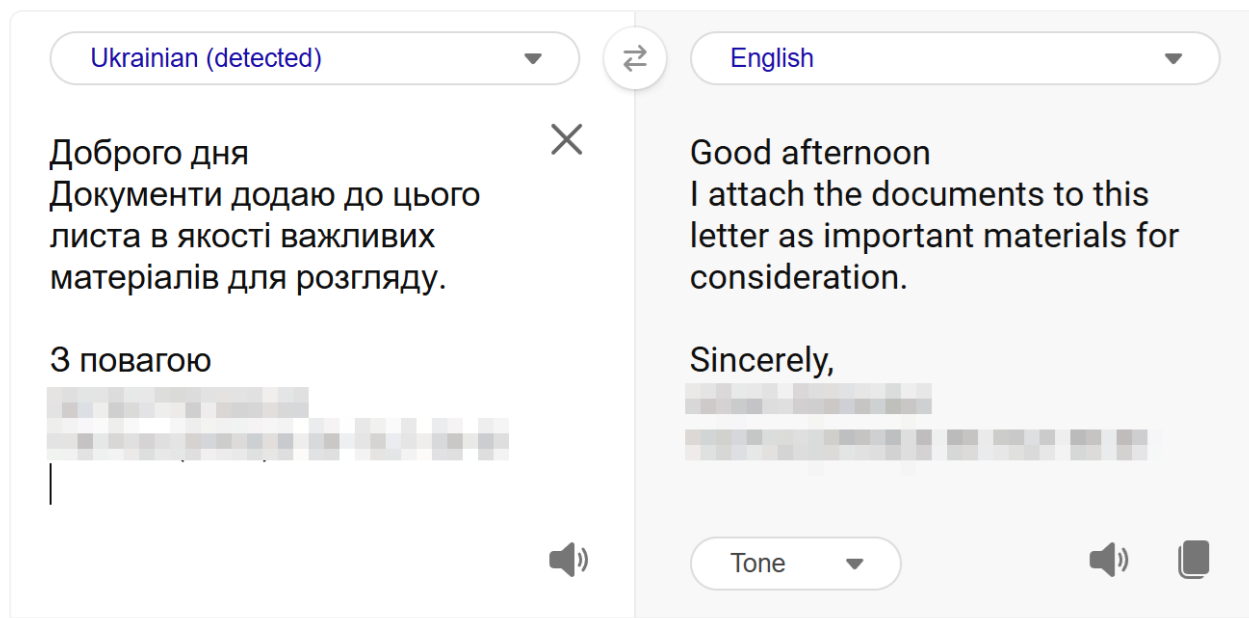 Ukrainian (detected)
English
Доброго дня
Документи додаю до цього
листа в якості важливих
матеріалів для розгляду.
З повагою
Good afternoon
I attach the documents to this
letter as important materials for
consideration.
Sincerely,
Tone